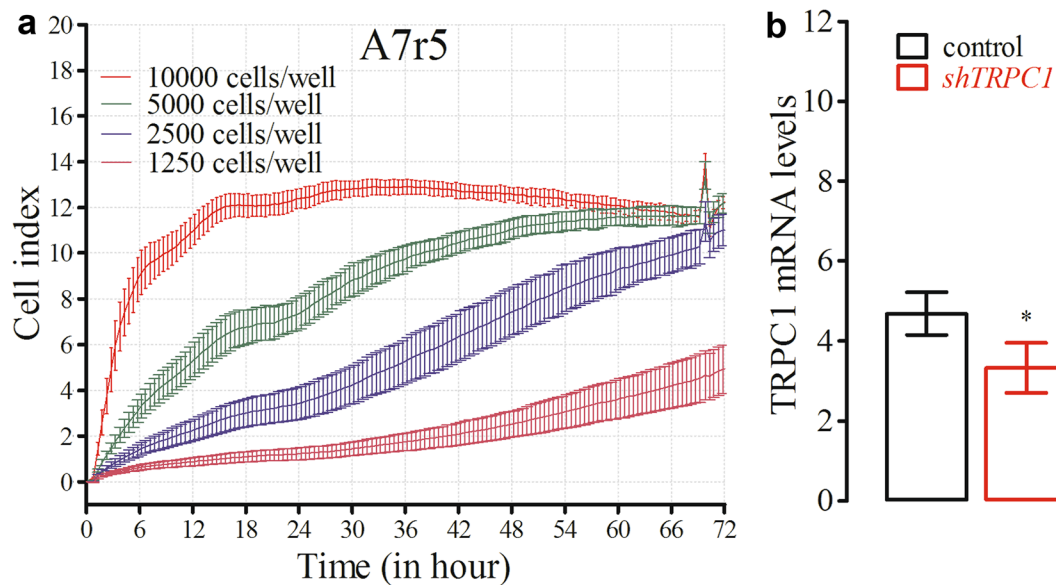 a
A7r5
10000 cells/well
5000 cells/well
2500 cells/well
1250 cells/well
Cell index
20
18
16
14
12
10
8
6
4
2
0
0 6 12 18 24 30 36 42 48 54 60 66 72
Time (in hour)
b
control
shTRPC1
TRPC1 mRNA levels
12
10
8
6
4
2
0
*